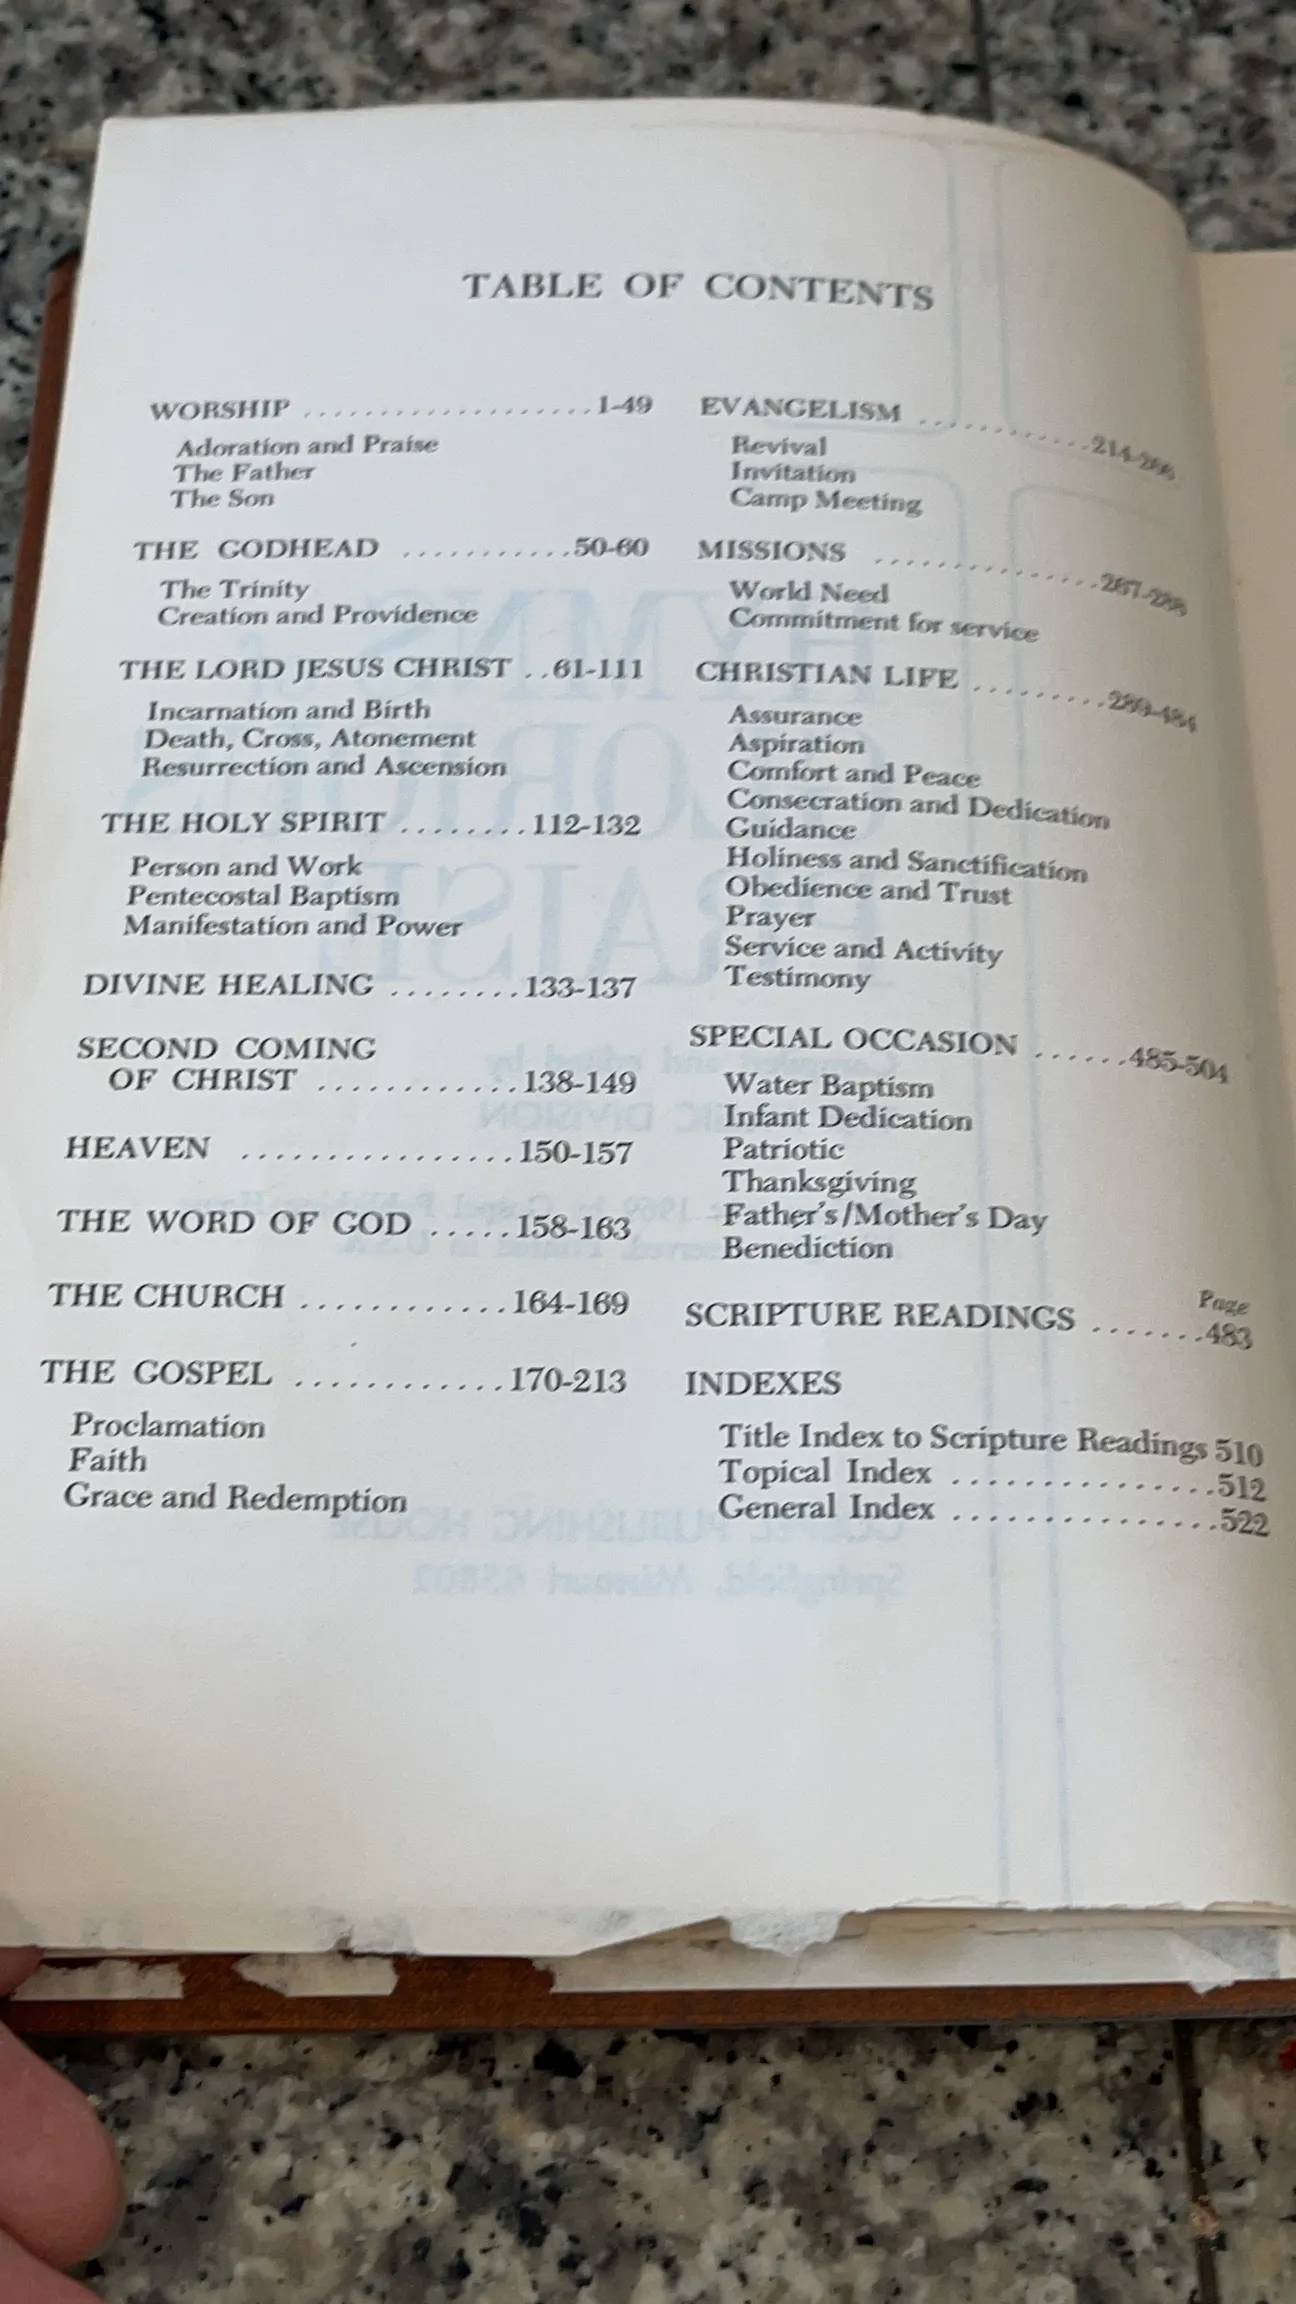 TABLE OF CONTENTS
WORSHIP ....................1-49
Adoration and Praise
The Father
The Son
THE GODHEAD ............50-60
The Trinity
Creation and Providence
THE LORD JESUS CHRIST ..61-111
Incarnation and Birth
Death, Cross, Atonement
Resurrection and Ascension
THE HOLY SPIRIT .........112-132
Person and Work
Pentecostal Baptism
Manifestation and Power
DIVINE HEALING .........133-137
SECOND COMING
OF CHRIST ..............138-149
HEAVEN ...................150-157
THE WORD OF GOD ......158-163
THE CHURCH ............164-169
THE GOSPEL ............170-213
Proclamation
Faith
Grace and Redemption
EVANGELISM ............214-266
Revival
Invitation
Camp Meeting
MISSIONS ................267-288
World Need
Commitment for service
CHRISTIAN LIFE .........289-484
Assurance
Aspiration
Comfort and Peace
Consecration and Dedication
Guidance
Holiness and Sanctification
Obedience and Trust
Prayer
Service and Activity
Testimony
SPECIAL OCCASION ......485-504
Water Baptism
Infant Dedication
Patriotic
Thanksgiving
Father's/Mother's Day
Benediction
Page
SCRIPTURE READINGS .......483
INDEXES
Title Index to Scripture Readings 510
Topical Index ................512
General Index ................522